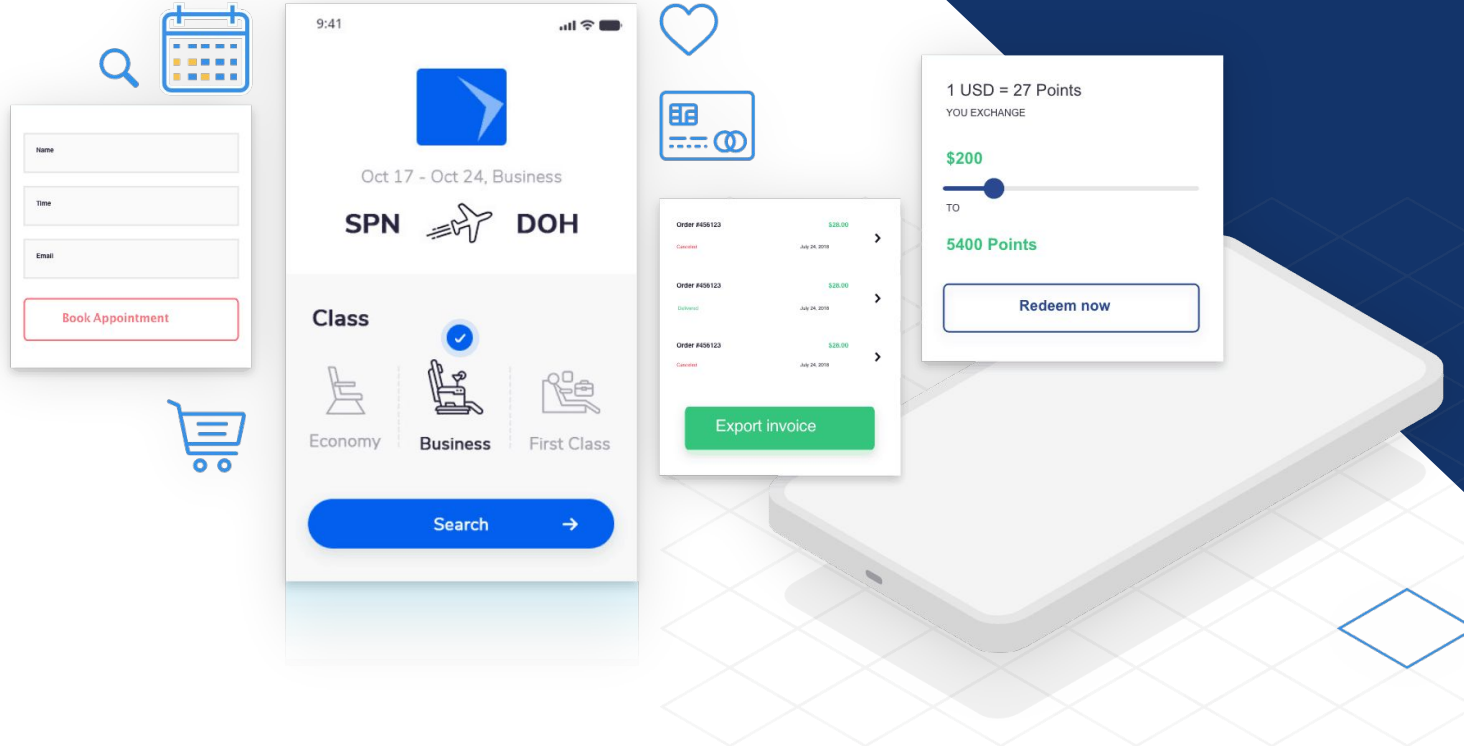 Name
Time
Email
Book Appointment
9:41
Oct 17 - Oct 24, Business
SPN DOH
Class
Economy Business First Class
Search
Order #456123 $28.00
Canceled July 24, 2018
Order #456123 $28.00
Delivered July 24, 2018
Order #456123 $28.00
Canceled July 24, 2018
Export invoice
1 USD = 27 Points
YOU EXCHANGE
$200
TO
5400 Points
Redeem now